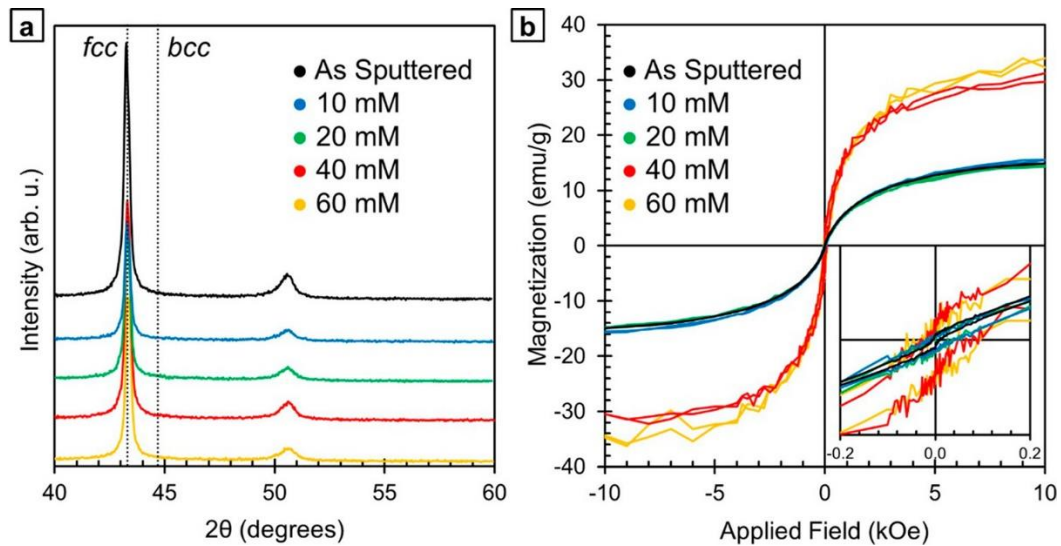 a
fcc
bcc
As Sputtered
10 mM
20 mM
40 mM
60 mM
Intensity (arb. u.)
40
45
50
55
60
2θ (degrees)
b
As Sputtered
10 mM
20 mM
40 mM
60 mM
Magnetization (emu/g)
40
30
20
10
0
-10
-20
-30
-40
-0.2
0.0
0.2
-10
-5
0
5
10
Applied Field (kOe)